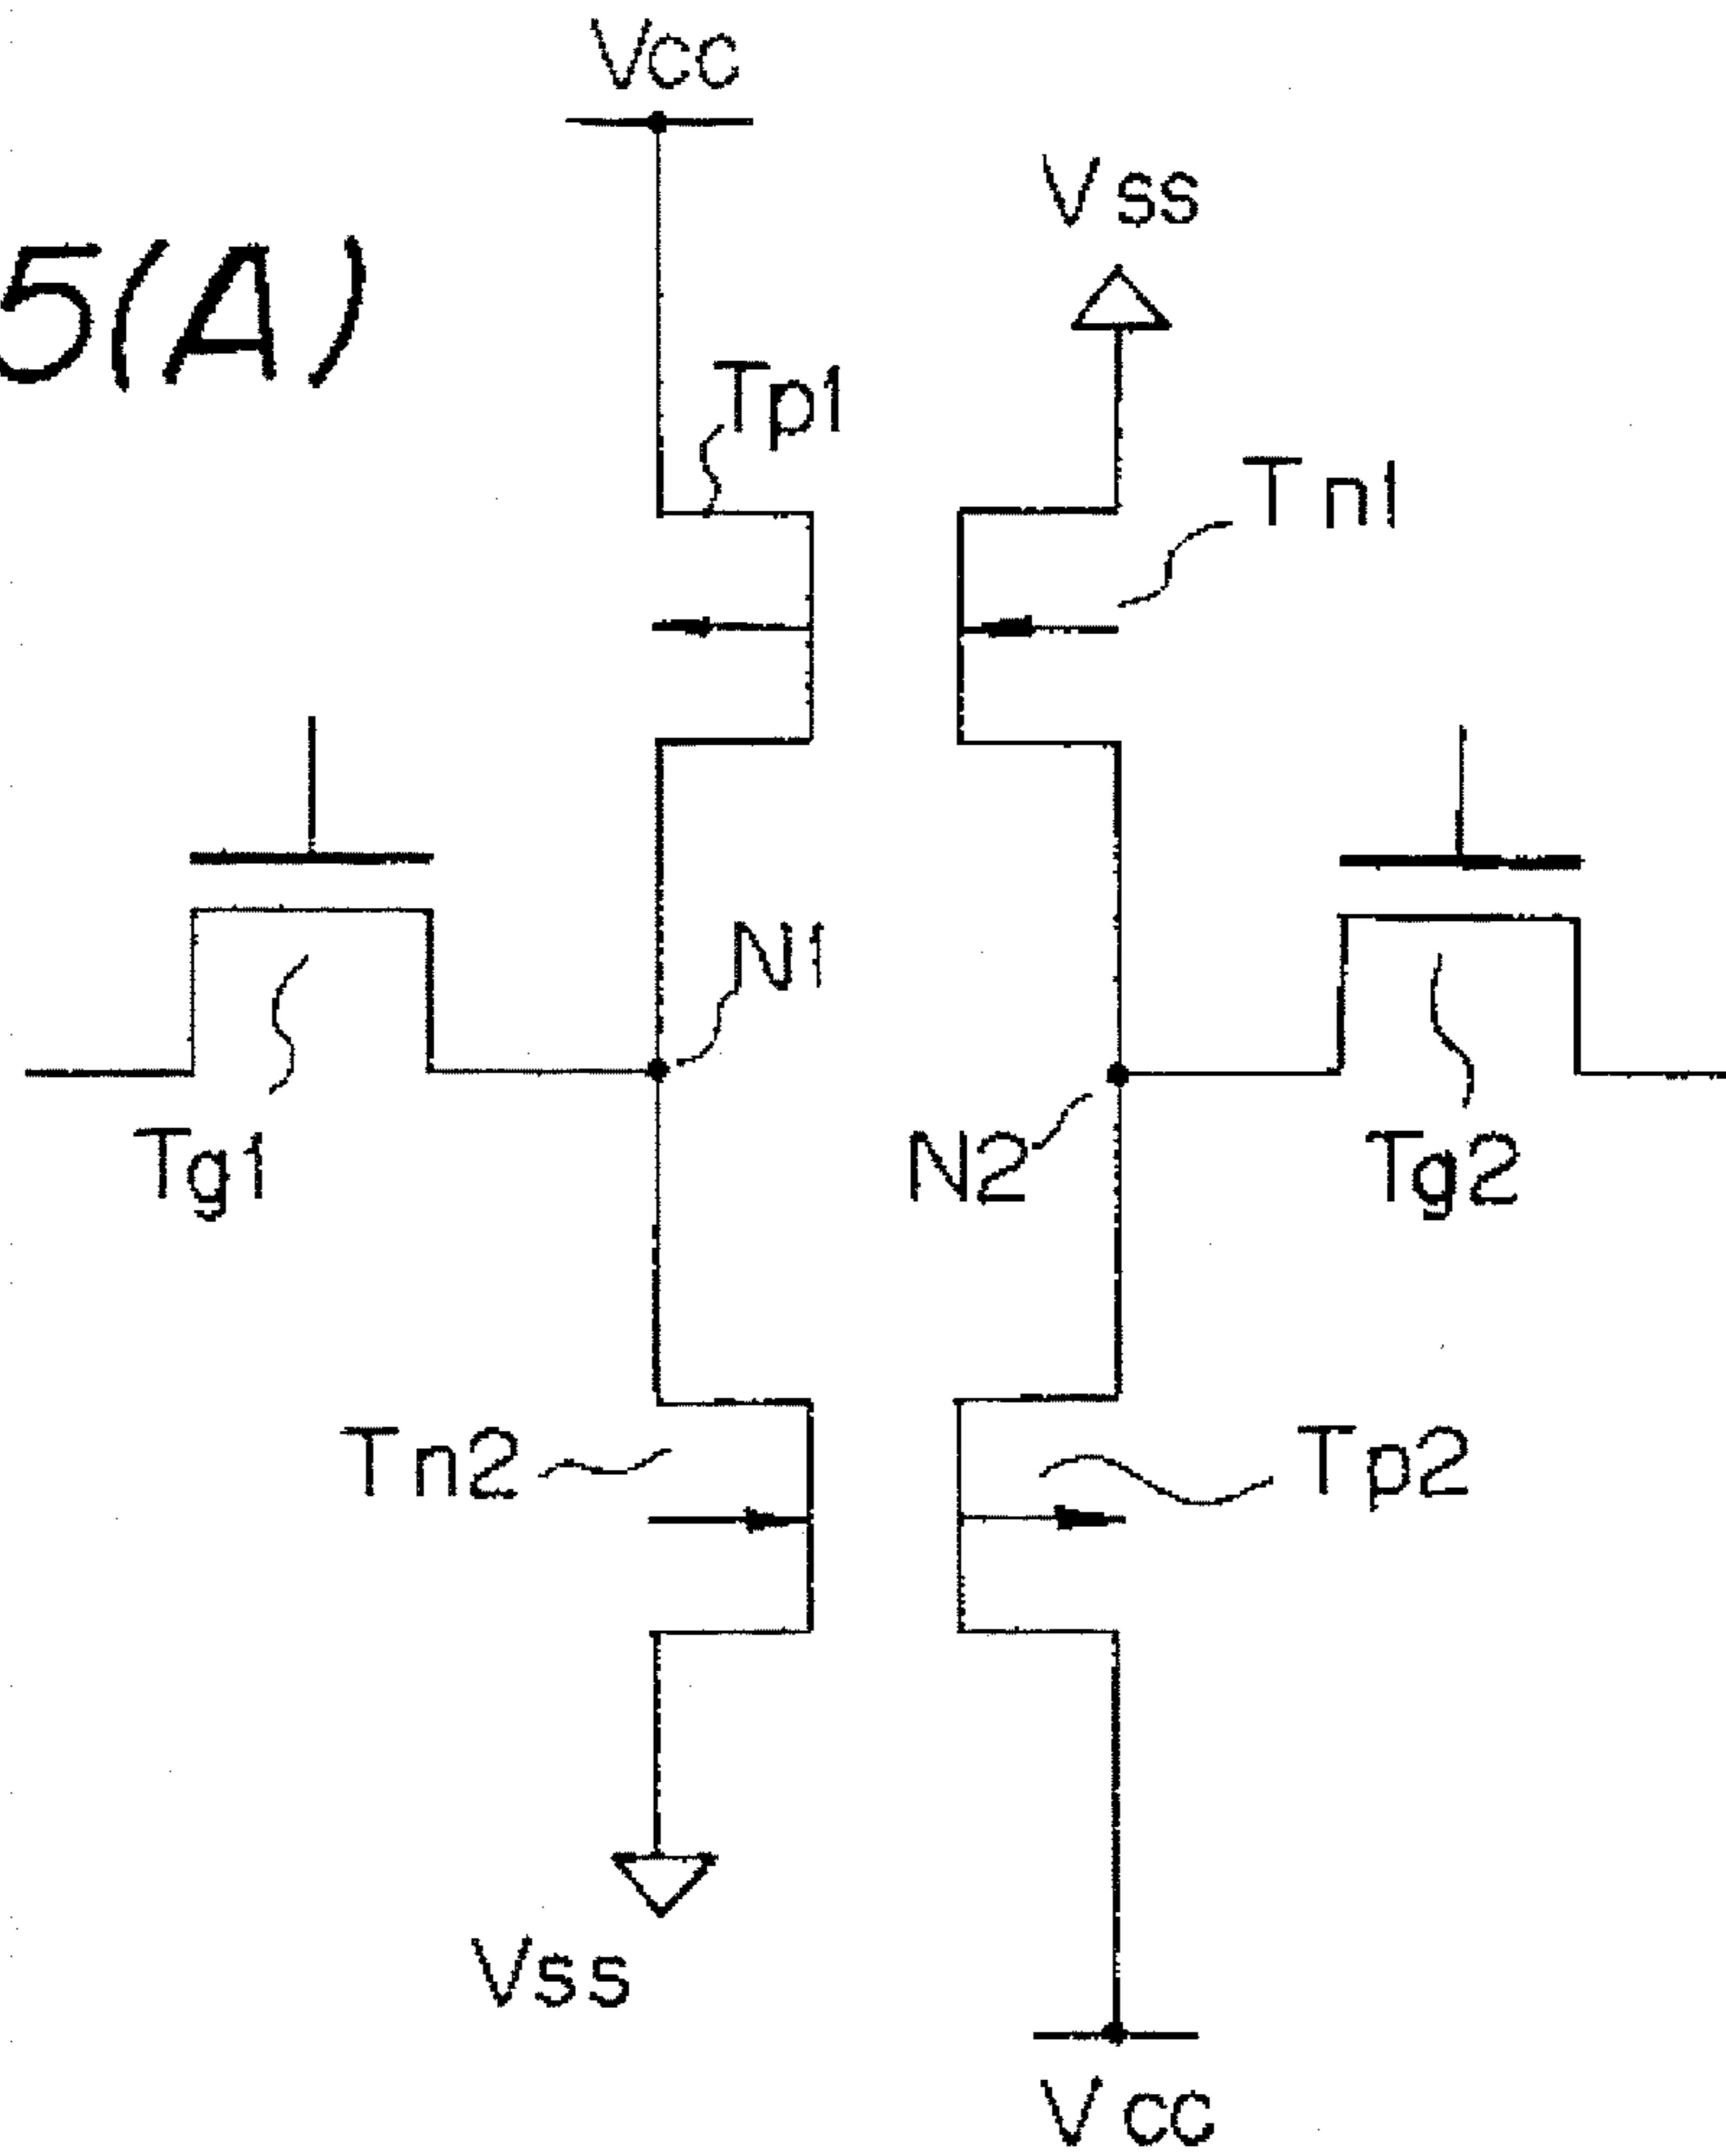 Vcc
Vss
5(A)
Tp1
Tn1
N1
Tg1
N2
Tg2
Tn2
Tp2
Vss
Vcc